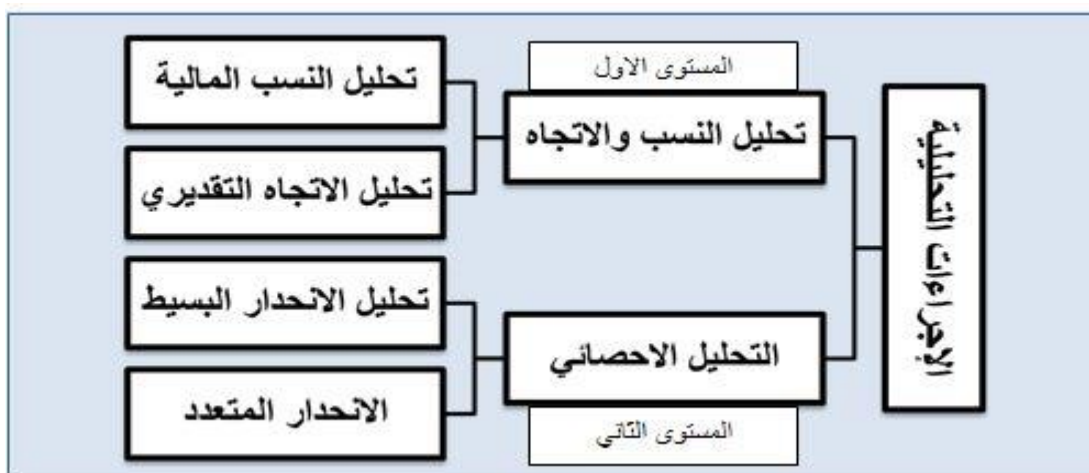 الإجراءات التحليلية
المستوى الاول
تحليل النسب والاتجاه
تحليل النسب المالية
تحليل الاتجاه التقديري
التحليل الاحصائي
المستوى الثاني
تحليل الانحدار البسيط
الانحدار المتعدد